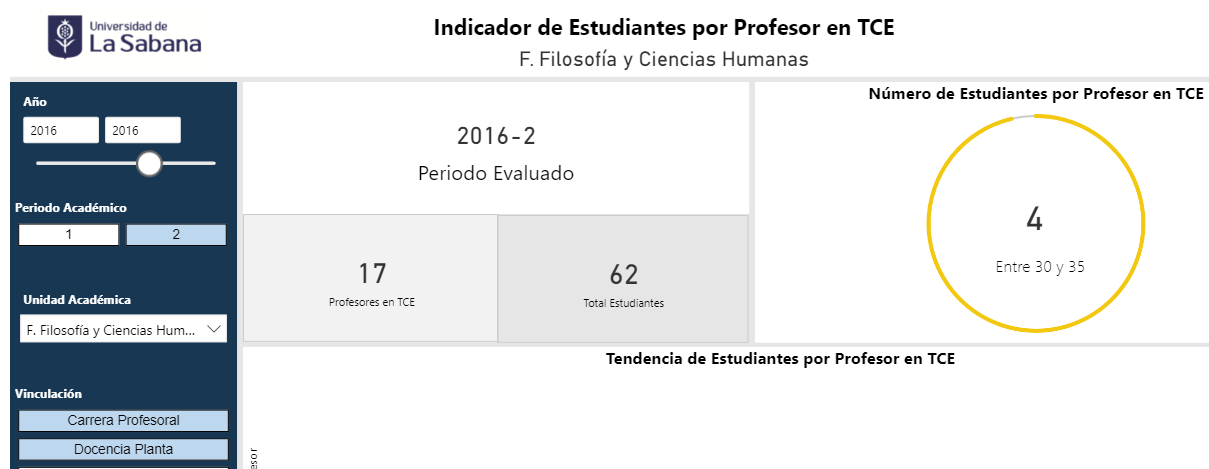 Universidad de
La Sabana
Indicador de Estudiantes por Profesor en TCE
F. Filosofía y Ciencias Humanas
Año
2016
2016
Periodo Académico
1
2
Unidad Académica
F. Filosofía y Ciencias Hum...
Vinculación
Carrera Profesoral
Docencia Planta
2016-2
Periodo Evaluado
17
Profesores en TCE
62
Total Estudiantes
Número de Estudiantes por Profesor en TCE
4
Entre 30 y 35
Tendencia de Estudiantes por Profesor en TCE